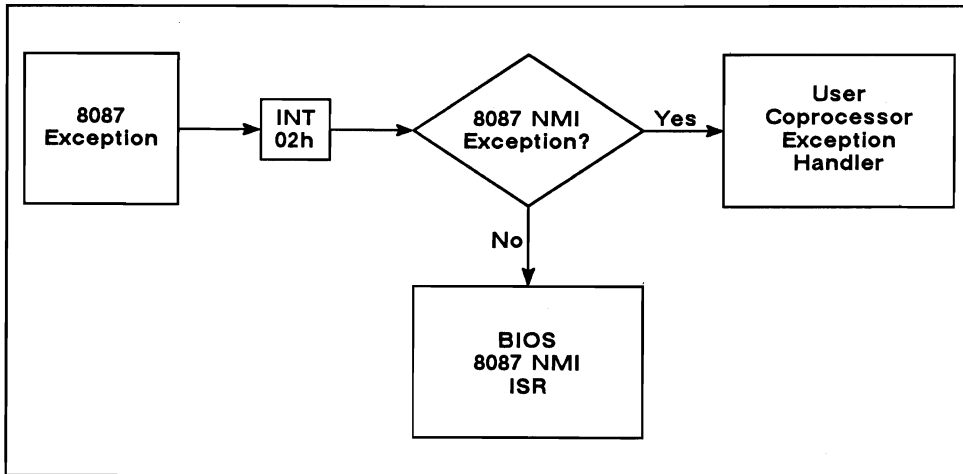 8087
Exception
INT
02h
8087 NMI
Exception?
Yes
User
Coprocessor
Exception
Handler
No
BIOS
8087 NMI
ISR